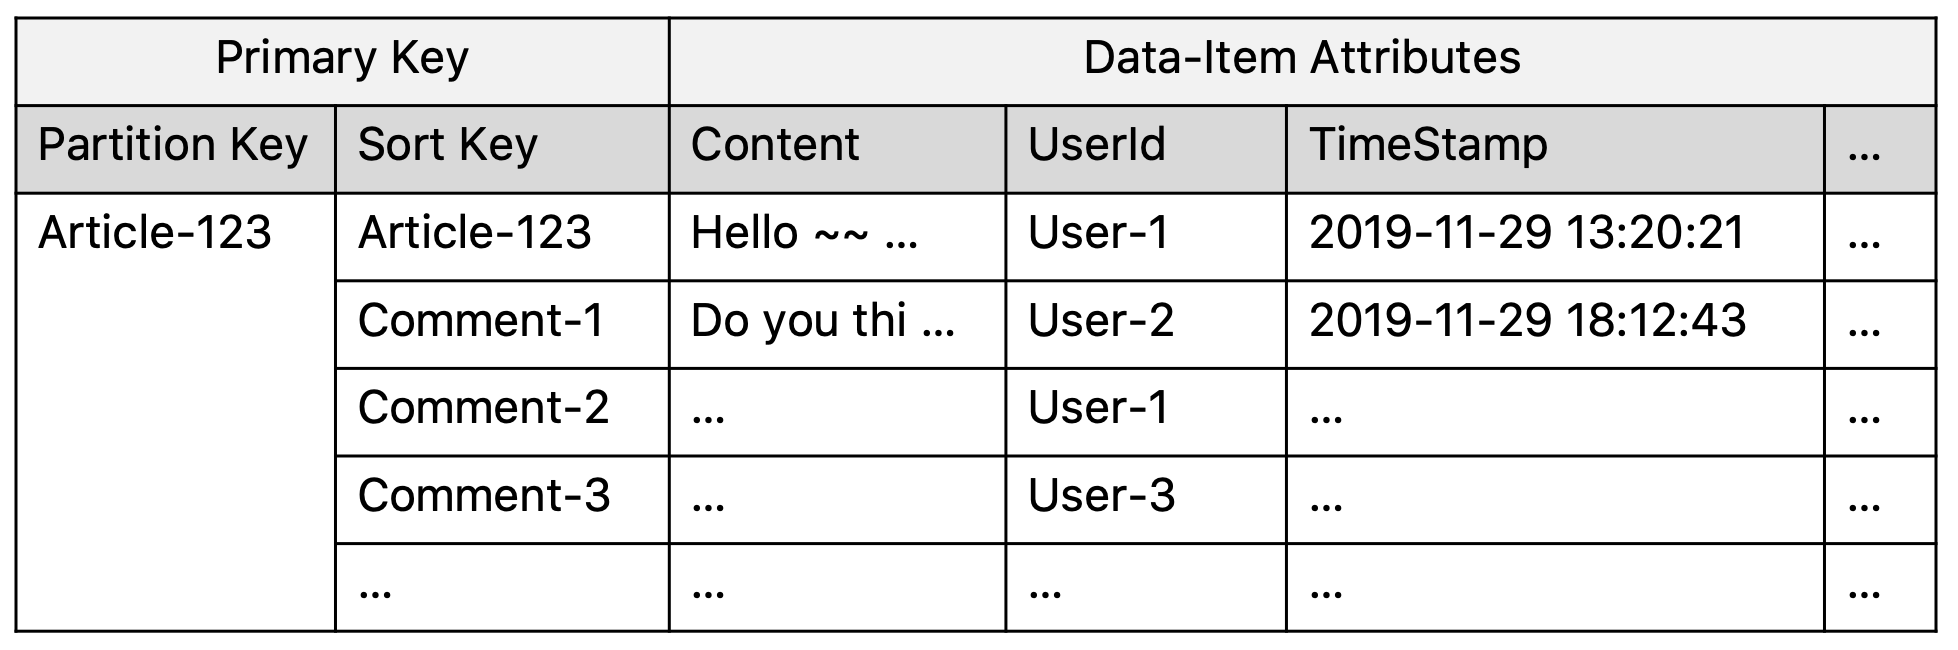 Primary Key Data-Item Attributes
Partition Key Sort Key Content UserId TimeStamp ...
Article-123 Article-123 Hello ~~ ... User-1 2019-11-29 13:20:21 ...
Comment-1 Do you thi ... User-2 2019-11-29 18:12:43 ...
Comment-2 ... User-1 ... ...
Comment-3 ... User-3 ... ...
... ... ... ... ...